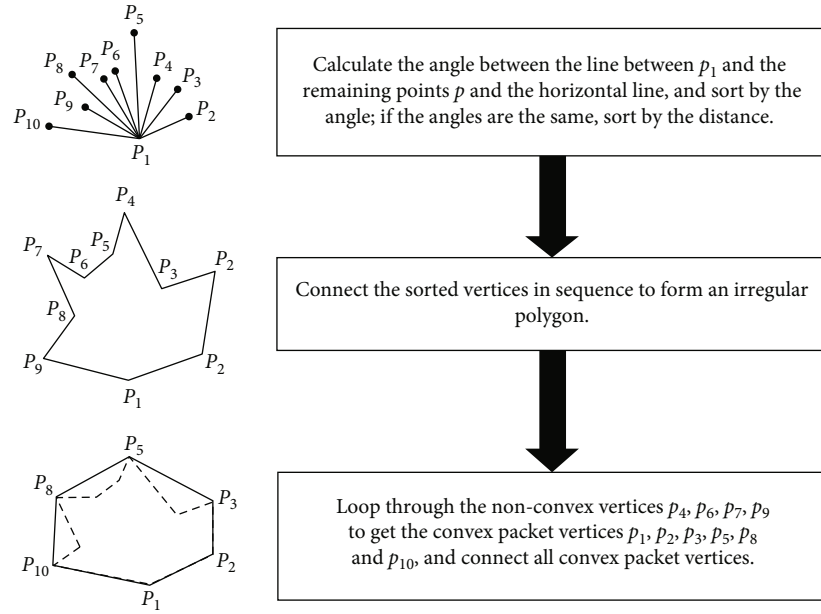 P5
P6
P4
P8
P7
P3
P9
P2
P10
P1
Calculate the angle between the line between p1 and the
remaining points p and the horizontal line, and sort by the
angle; if the angles are the same, sort by the distance.
P4
P7
P5
P6
P3
P2
P8
P9
P2
P1
Connect the sorted vertices in sequence to form an irregular
polygon.
P5
P8
P3
P10
P2
P1
Loop through the non-convex vertices p4, p6, p7, p9
to get the convex packet vertices p1, p2, p3, p5, p8
and p10, and connect all convex packet vertices.